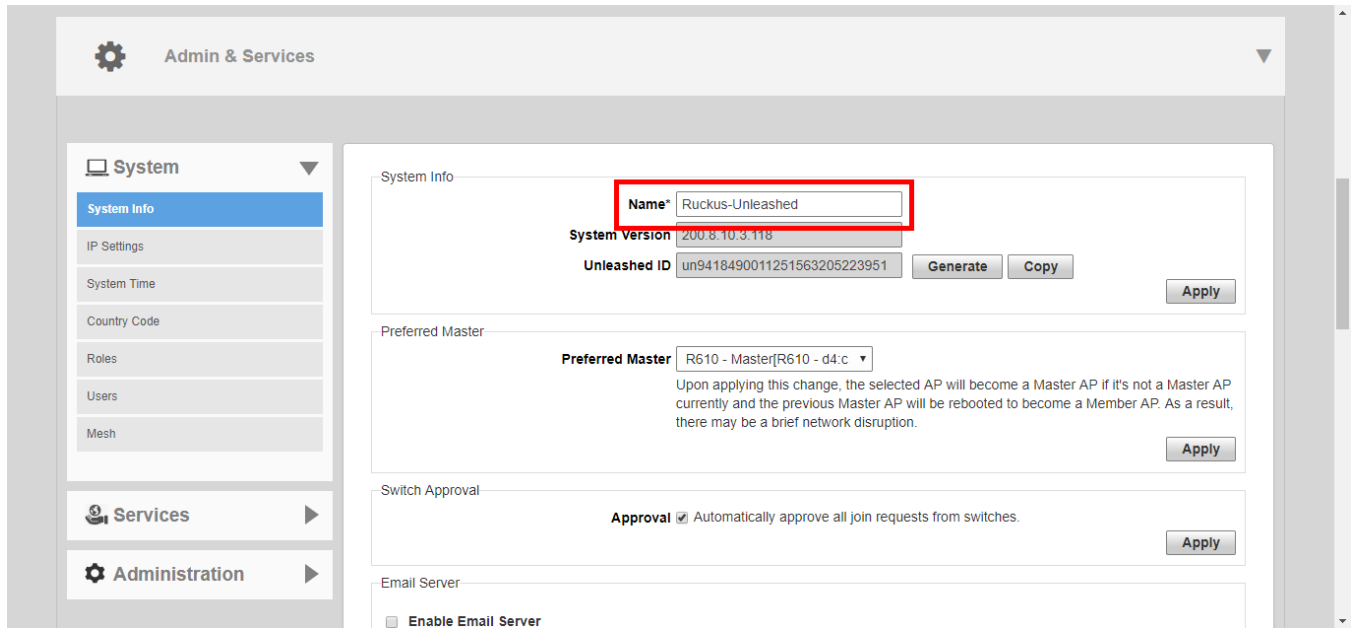 Admin & Services
System
System Info
IP Settings
System Time
Country Code
Roles
Users
Mesh
Services
Administration
System Info
Name* Ruckus-Unleashed
System Version 200.8.10.3.118
Unleashed ID un9418490011251563205223951 Generate Copy
Apply
Preferred Master
Preferred Master R610 - Master[R610 - d4:c
Upon applying this change, the selected AP will become a Master AP if it's not a Master AP
currently and the previous Master AP will be rebooted to become a Member AP. As a result,
there may be a brief network disruption.
Apply
Switch Approval
Approval Automatically approve all join requests from switches.
Apply
Email Server
Enable Email Server